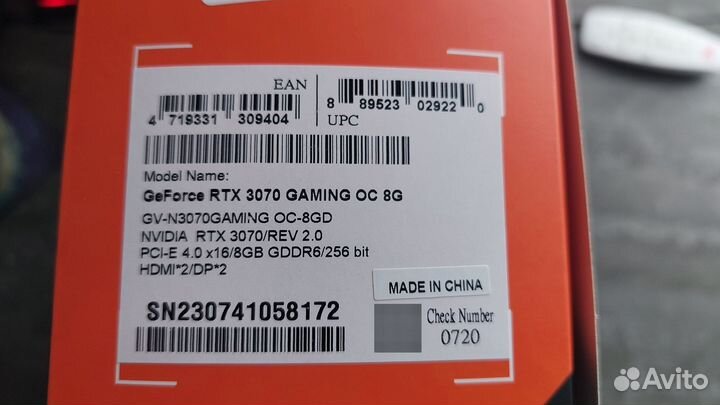 EAN
4 719331 309404
8 89523 02922 0
UPC
Model Name:
GeForce RTX 3070 GAMING OC 8G
GV-N3070GAMING OC-8GD
NVIDIA RTX 3070/REV 2.0
PCI-E 4.0 x16/8GB GDDR6/256 bit
HDMI*2/DP*2
MADE IN CHINA
SN230741058172
Check Number
0720
Avito